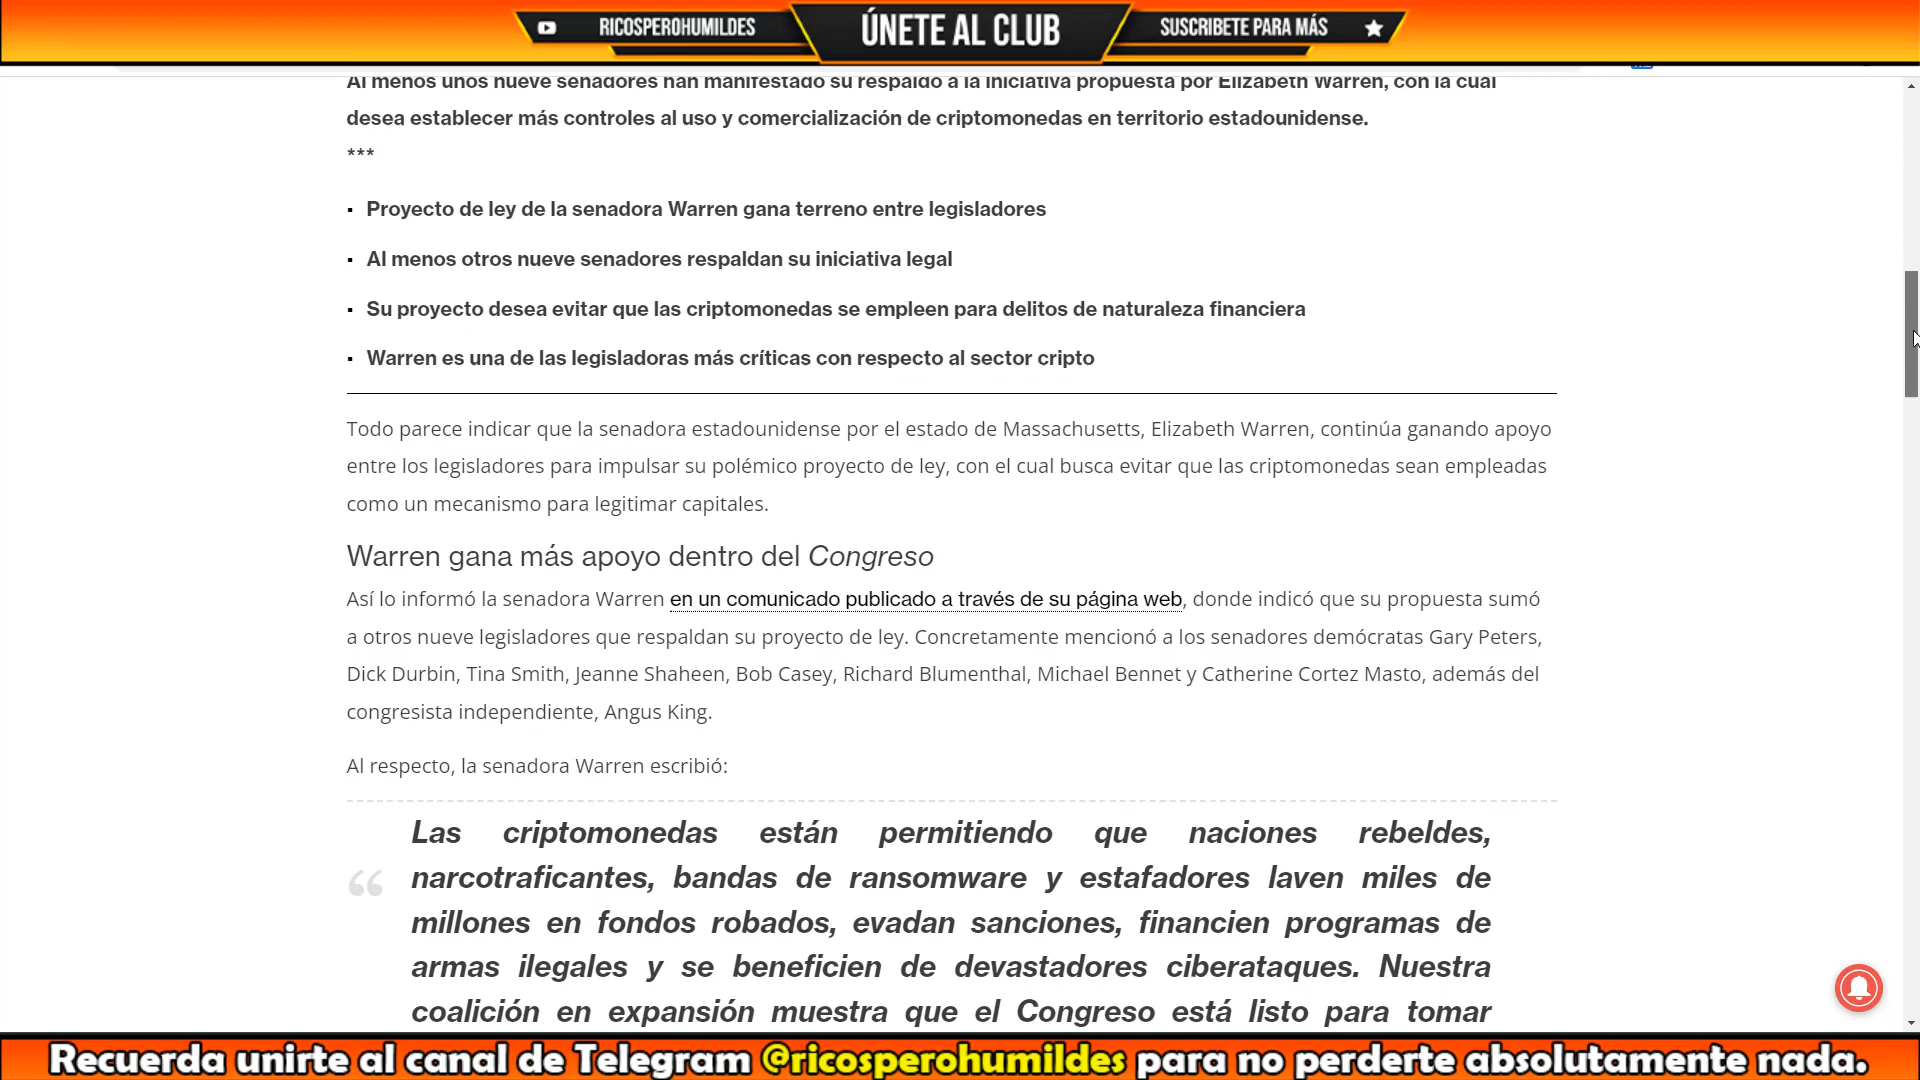 RICOSPEROHUMILDES
ÚNETE AL CLUB
SUSCRIBETE PARA MÁS
Al menos unos nueve senadores han manifestado su respaldo a la iniciativa propuesta por Elizabeth Warren, con la cual
desea establecer más controles al uso y comercialización de criptomonedas en territorio estadounidense.
***
▪ Proyecto de ley de la senadora Warren gana terreno entre legisladores
▪ Al menos otros nueve senadores respaldan su iniciativa legal
▪ Su proyecto desea evitar que las criptomonedas se empleen para delitos de naturaleza financiera
▪ Warren es una de las legisladoras más críticas con respecto al sector cripto
Todo parece indicar que la senadora estadounidense por el estado de Massachusetts, Elizabeth Warren, continúa ganando apoyo
entre los legisladores para impulsar su polémico proyecto de ley, con el cual busca evitar que las criptomonedas sean empleadas
como un mecanismo para legitimar capitales.
Warren gana más apoyo dentro del Congreso
Así lo informó la senadora Warren en un comunicado publicado a través de su página web, donde indicó que su propuesta sumó
a otros nueve legisladores que respaldan su proyecto de ley. Concretamente mencionó a los senadores demócratas Gary Peters,
Dick Durbin, Tina Smith, Jeanne Shaheen, Bob Casey, Richard Blumenthal, Michael Bennet y Catherine Cortez Masto, además del
congresista independiente, Angus King.
Al respecto, la senadora Warren escribió:
“ Las criptomonedas están permitiendo que naciones rebeldes,
narcotraficantes, bandas de ransomware y estafadores laven miles de
millones en fondos robados, evadan sanciones, financien programas de
armas ilegales y se beneficien de devastadores ciberataques. Nuestra
coalición en expansión muestra que el Congreso está listo para tomar
Recuerda unirte al canal de Telegram @ricosperohumildes para no perderte absolutamente nada.